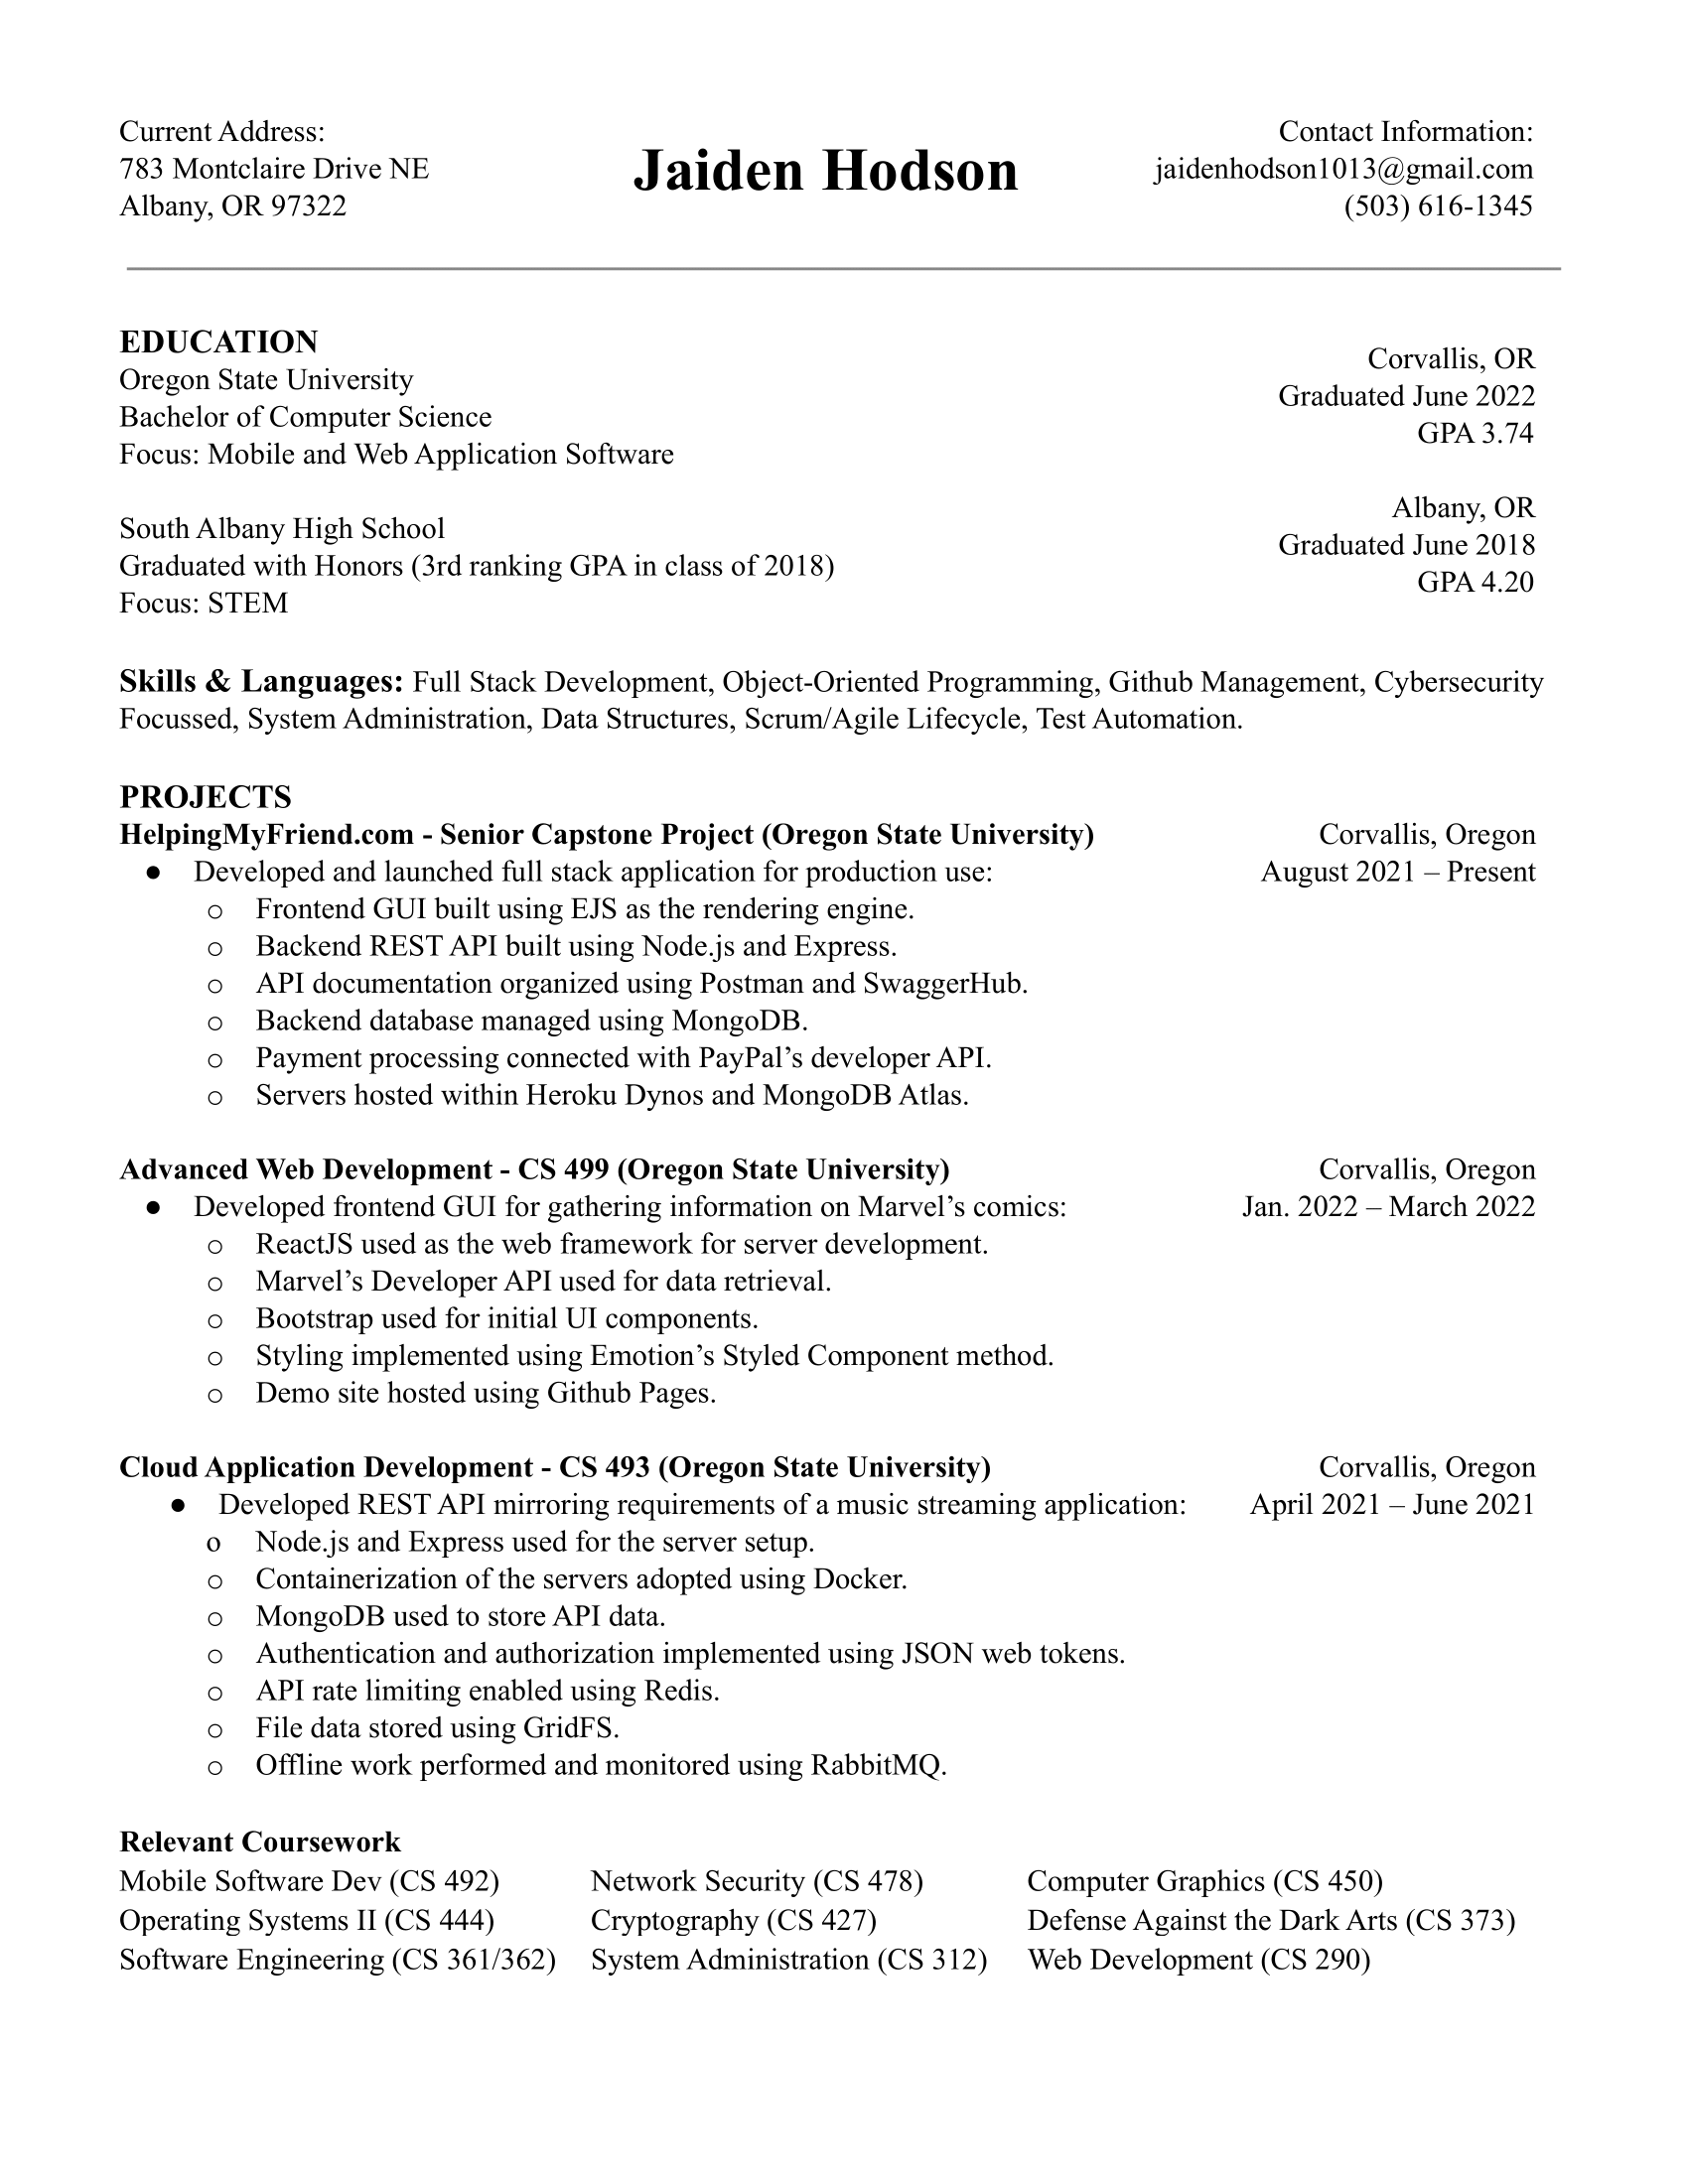 Current Address:
783 Montclaire Drive NE
Albany, OR 97322
Jaiden Hodson
Contact Information:
jaidenhodson1013@gmail.com
(503) 616-1345
EDUCATION
Oregon State University
Bachelor of Computer Science
Focus: Mobile and Web Application Software
Corvallis, OR
Graduated June 2022
GPA 3.74
South Albany High School
Graduated with Honors (3rd ranking GPA in class of 2018)
Focus: STEM
Albany, OR
Graduated June 2018
GPA 4.20
Skills & Languages: Full Stack Development, Object-Oriented Programming, Github Management, Cybersecurity
Focussed, System Administration, Data Structures, Scrum/Agile Lifecycle, Test Automation.
PROJECTS
HelpingMyFriend.com - Senior Capstone Project (Oregon State University) Corvallis, Oregon
● Developed and launched full stack application for production use: August 2021 – Present
○ Frontend GUI built using EJS as the rendering engine.
○ Backend REST API built using Node.js and Express.
○ API documentation organized using Postman and SwaggerHub.
○ Backend database managed using MongoDB.
○ Payment processing connected with PayPal’s developer API.
○ Servers hosted within Heroku Dynos and MongoDB Atlas.
Advanced Web Development - CS 499 (Oregon State University) Corvallis, Oregon
● Developed frontend GUI for gathering information on Marvel’s comics: Jan. 2022 – March 2022
○ ReactJS used as the web framework for server development.
○ Marvel’s Developer API used for data retrieval.
○ Bootstrap used for initial UI components.
○ Styling implemented using Emotion’s Styled Component method.
○ Demo site hosted using Github Pages.
Cloud Application Development - CS 493 (Oregon State University) Corvallis, Oregon
● Developed REST API mirroring requirements of a music streaming application: April 2021 – June 2021
o Node.js and Express used for the server setup.
○ Containerization of the servers adopted using Docker.
○ MongoDB used to store API data.
○ Authentication and authorization implemented using JSON web tokens.
○ API rate limiting enabled using Redis.
○ File data stored using GridFS.
○ Offline work performed and monitored using RabbitMQ.
Relevant Coursework
Mobile Software Dev (CS 492) Network Security (CS 478) Computer Graphics (CS 450)
Operating Systems II (CS 444) Cryptography (CS 427) Defense Against the Dark Arts (CS 373)
Software Engineering (CS 361/362) System Administration (CS 312) Web Development (CS 290)